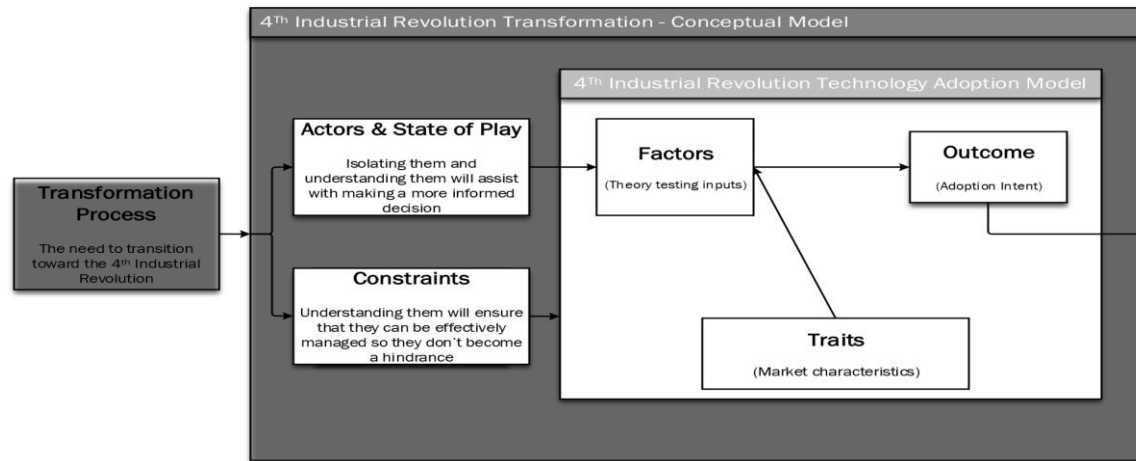 4Th Industrial Revolution Transformation - Conceptual Model
4Th Industrial Revolution Technology Adoption Model
Transformation
Process
The need to transition
toward the 4th Industrial
Revolution
Actors & State of Play
Isolating them and
understanding them will assist
with making a more informed
decision
Constraints
Understanding them will ensure
that they can be effectively
managed so they don't become
a hindrance
Factors
(Theory testing inputs)
Outcome
(Adoption Intent)
Traits
(Market characteristics)